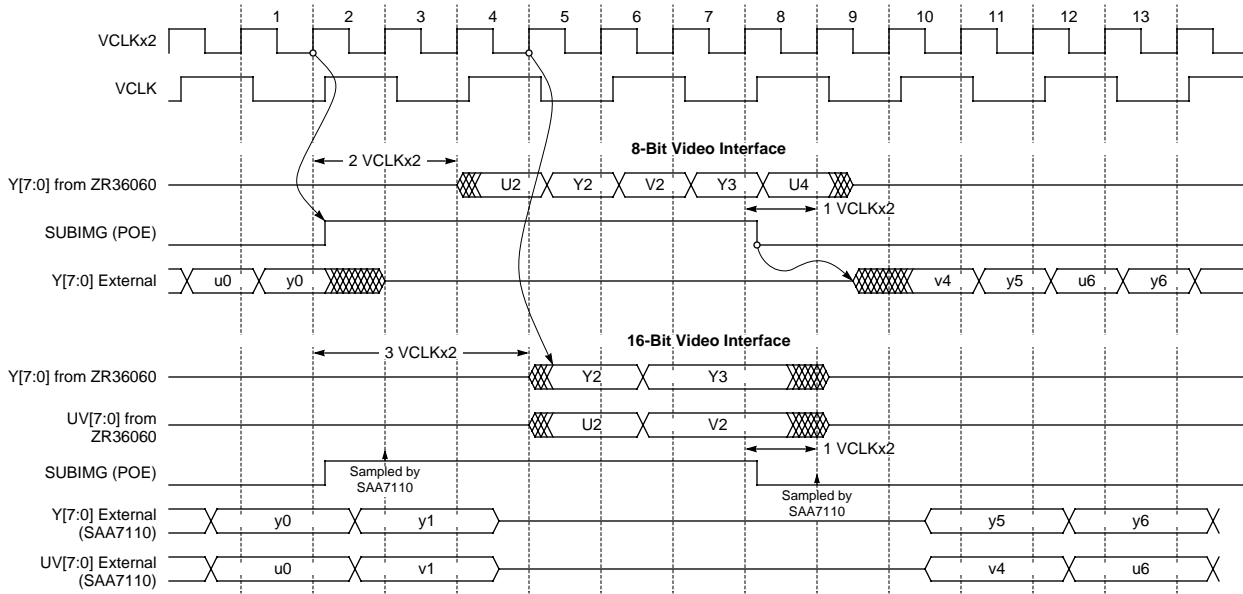 1 2 3 4 5 6 7 8 9 10 11 12 13
VCLKx2
VCLK
8-Bit Video Interface
2 VCLKx2
Y[7:0] from ZR36060
U2 Y2 V2 Y3 U4
1 VCLKx2
SUBIMG (POE)
Y[7:0] External
u0 y0 v4 y5 u6 y6
16-Bit Video Interface
3 VCLKx2
Y[7:0] from ZR36060
Y2 Y3
UV[7:0] from
ZR36060
U2 V2
1 VCLKx2
SUBIMG (POE)
Sampled by
SAA7110
Sampled by
SAA7110
Y[7:0] External
(SAA7110)
y0 y1 y5 y6
UV[7:0] External
(SAA7110)
u0 v1 v4 u6